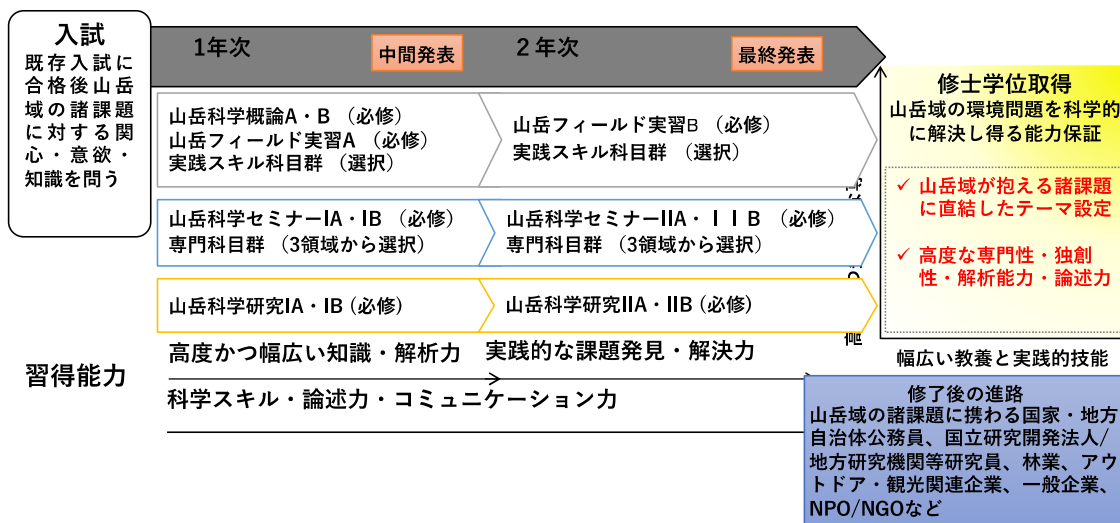 入試
既存入試に
合格後山岳
域の諸課題
に対する関
心・意欲・
知識を問う
1年次
中間発表
２年次
最終発表
山岳科学概論A・B （必修）
山岳フィールド実習A （必修）
実践スキル科目群 （選択）
山岳フィールド実習B （必修）
実践スキル科目群 （選択）
山岳科学セミナーIA・IB （必修）
専門科目群 （3領域から選択）
山岳科学セミナーIIA・ＩＩＢ （必修）
専門科目群 （3領域から選択）
山岳科学研究IA・IB (必修）
山岳科学研究IIA・IIB (必修）
修士学位取得
山岳域の環境問題を科学的
に解決し得る能力保証
✓ 山岳域が抱える諸課題
に直結したテーマ設定
✓ 高度な専門性・独創
性・解析能力・論述力
幅広い教養と実践的技能
習得能力
高度かつ幅広い知識・解析力
実践的な課題発見・解決力
科学スキル・論述力・コミュニケーション力
修了後の進路
山岳域の諸課題に携わる国家・地方
自治体公務員、国立研究開発法人/
地方研究機関等研究員、林業、アウ
トドア・観光関連企業、一般企業、
NPO/NGOなど